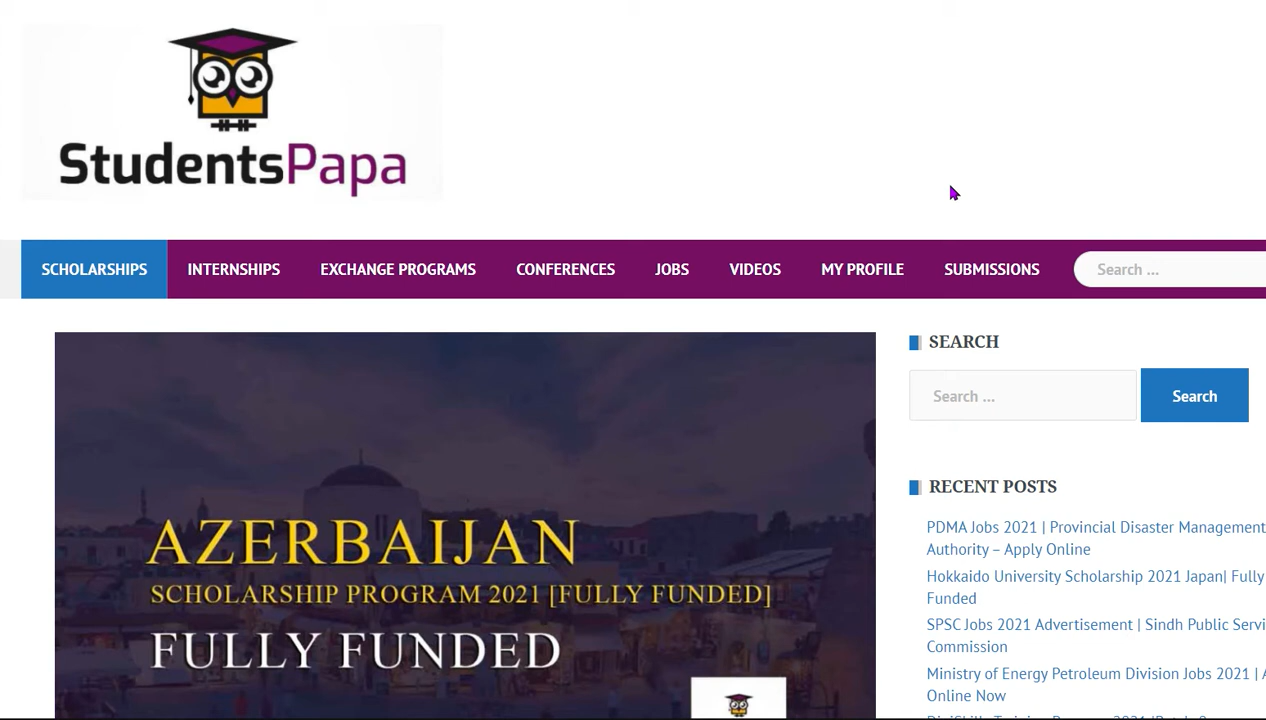 StudentsPapa
SCHOLARSHIPS INTERNSHIPS EXCHANGE PROGRAMS CONFERENCES JOBS VIDEOS MY PROFILE SUBMISSIONS Search ...
AZERBAIJAN
SCHOLARSHIP PROGRAM 2021 [FULLY FUNDED]
FULLY FUNDED
SEARCH
Search ... Search
RECENT POSTS
PDMA Jobs 2021 | Provincial Disaster Management
Authority – Apply Online
Hokkaido University Scholarship 2021 Japan| Fully
Funded
SPSC Jobs 2021 Advertisement | Sindh Public Servi
Commission
Ministry of Energy Petroleum Division Jobs 2021 | A
Online Now